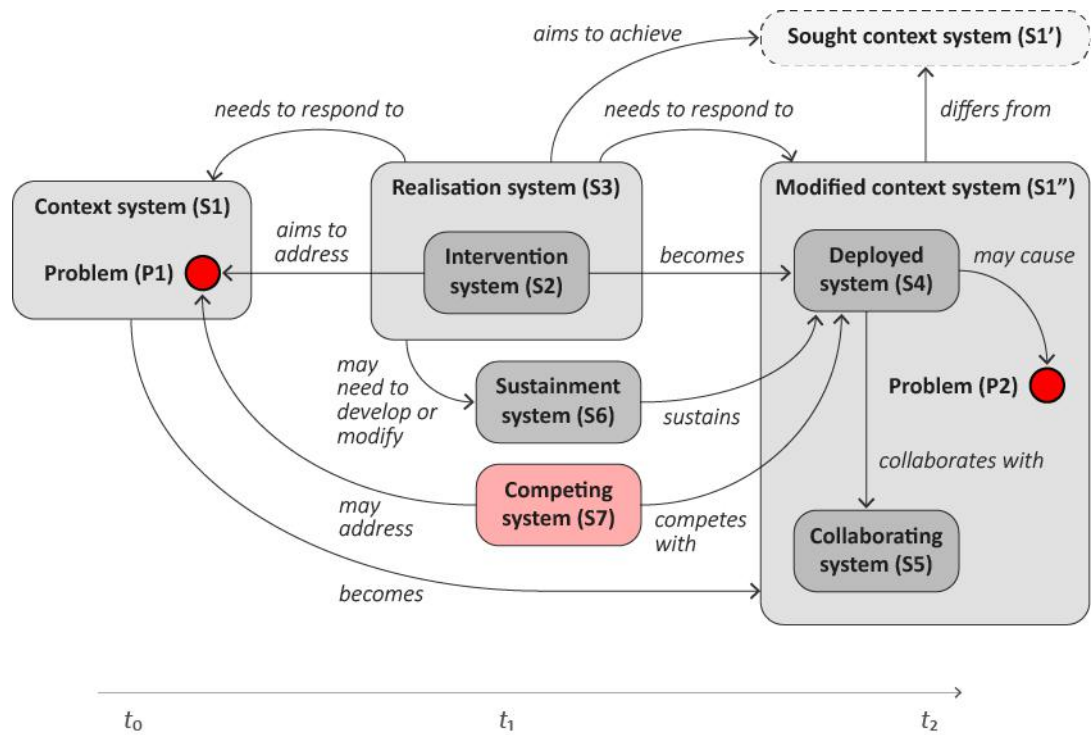 aims to achieve
Sought context system (S1')
needs to respond to
needs to respond to
differs from
Realisation system (S3)
Modified context system (S1")
Context system (S1)
aims to
address
Problem (P1)
Intervention
system (S2)
becomes
Deployed
system (S4)
may cause
may
need to
develop or
modify
Sustainment
system (S6)
sustains
Problem (P2)
collaborates with
may
address
Competing
system (S7)
competes
with
Collaborating
system (S5)
becomes
t0
t1
t2